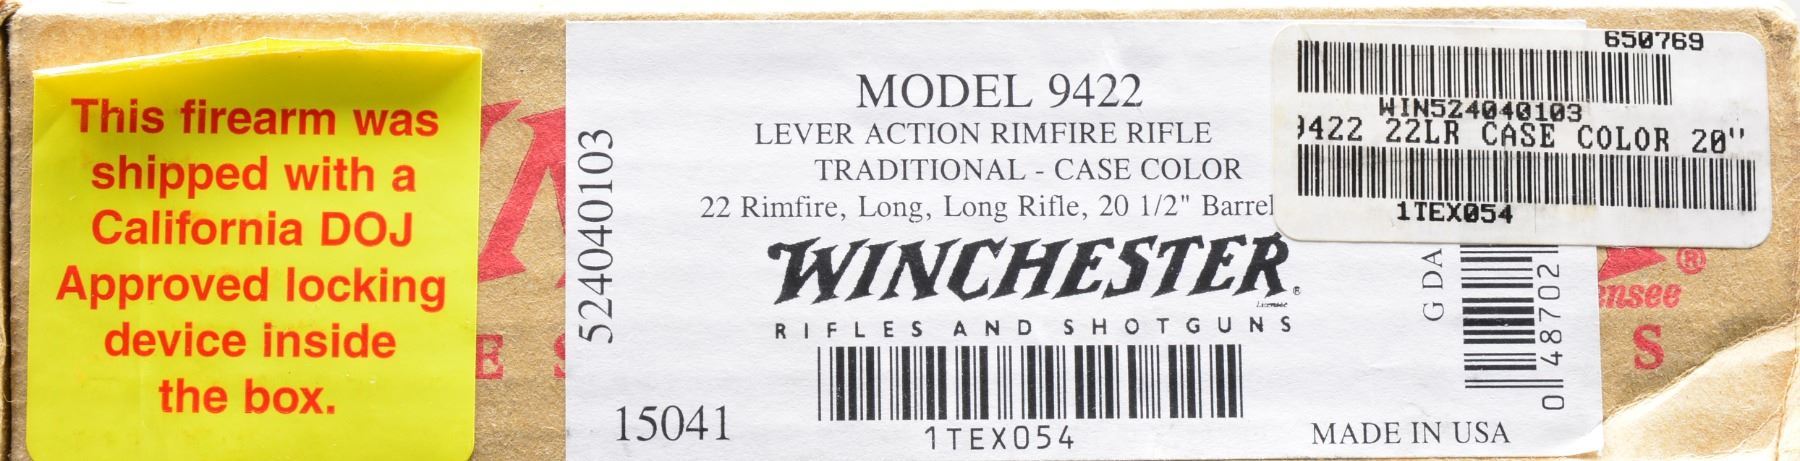 This firearm was
shipped with a
California DOJ
Approved locking
device inside
the box.
524040103
MODEL 9422
LEVER ACTION RIMFIRE RIFLE
TRADITIONAL - CASE COLOR
22 Rimfire, Long, Long Rifle, 20 1/2" Barrel
WINCHESTER®
Licensee
RIFLES AND SHOTGUNS
1TEX054
15041
MADE IN USA
G DA
0 48702
650769
WIN524040103
9422 22LR CASE COLOR 20"
1TEX054
®
S